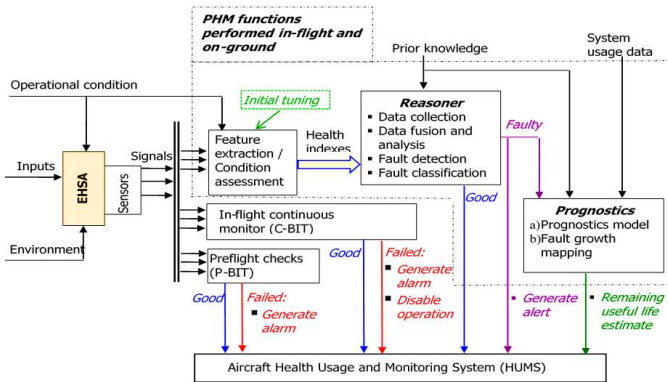 PHM functions
performed in-flight and
on-ground
System
usage data
Prior knowledge
Operational condition
Initial tuning
Reasoner
▪ Data collection
▪ Data fusion and
analysis
▪ Fault detection
▪ Fault classification
Faulty
Health
indexes
Signals
Feature
extraction /
Condition
assessment
Inputs
EHSA
Sensors
Good
Prognostics
a)Prognostics model
b)Fault growth
mapping
In-flight continuous
monitor (C-BIT)
Environment
Preflight checks
(P-BIT)
Good
Failed:
▪ Generate
alarm
▪ Disable
operation
Good
Failed:
▪ Generate
alarm
▪ Generate
alert
▪ Remaining
useful life
estimate
Aircraft Health Usage and Monitoring System (HUMS)